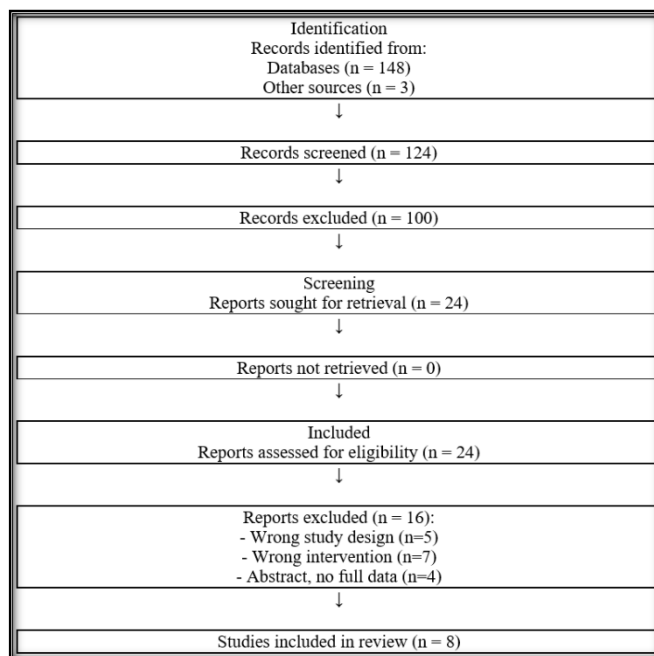 Identification
Records identified from:
Databases (n = 148)
Other sources (n = 3)
↓
Records screened (n = 124)
↓
Records excluded (n = 100)
↓
Screening
Reports sought for retrieval (n = 24)
↓
Reports not retrieved (n = 0)
↓
Included
Reports assessed for eligibility (n = 24)
↓
Reports excluded (n = 16):
- Wrong study design (n=5)
- Wrong intervention (n=7)
- Abstract, no full data (n=4)
↓
Studies included in review (n = 8)